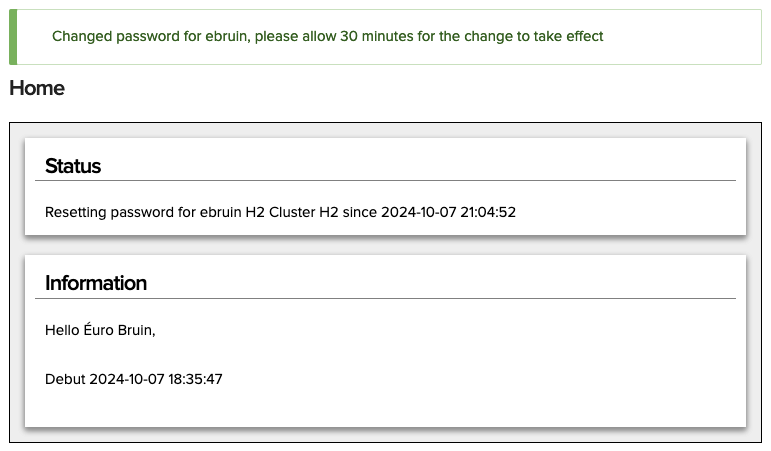 Changed password for ebruin, please allow 30 minutes for the change to take effect
Home
Status
Resetting password for ebruin H2 Cluster H2 since 2024-10-07 21:04:52
Information
Hello Éuro Bruin,
Debut 2024-10-07 18:35:47